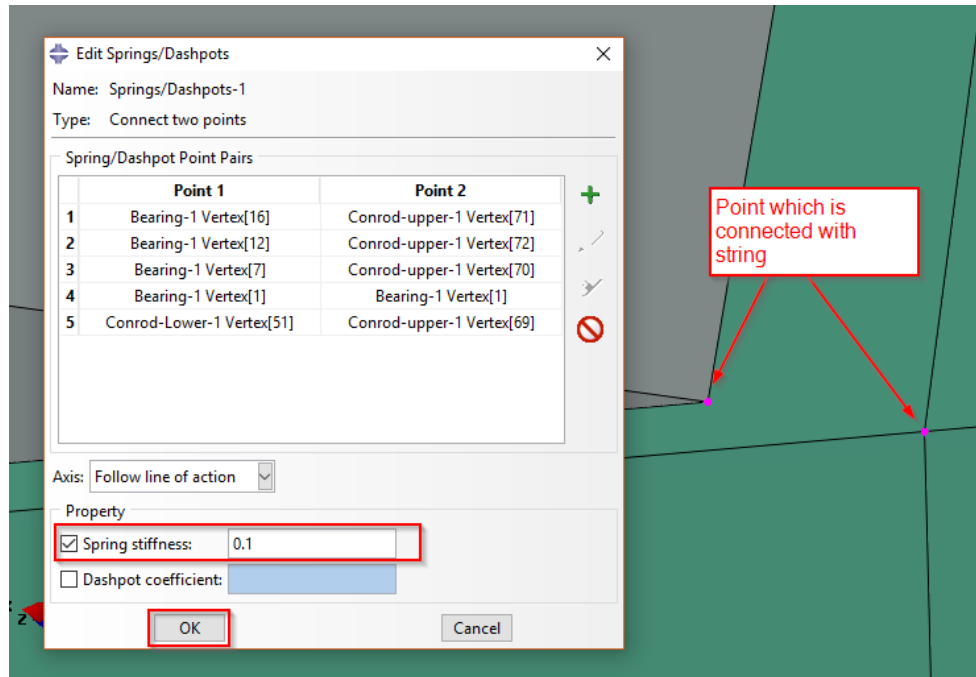 Edit Springs/Dashpots
Name: Springs/Dashpots-1
Type: Connect two points
Spring/Dashpot Point Pairs
Point 1 Point 2
1 Bearing-1 Vertex[16] Conrod-upper-1 Vertex[71]
2 Bearing-1 Vertex[12] Conrod-upper-1 Vertex[72]
3 Bearing-1 Vertex[7] Conrod-upper-1 Vertex[70]
4 Bearing-1 Vertex[1] Bearing-1 Vertex[1]
5 Conrod-Lower-1 Vertex[51] Conrod-upper-1 Vertex[69]
Axis: Follow line of action
Property
Spring stiffness: 0.1
Dashpot coefficient:
OK Cancel
Point which is
connected with
string
z